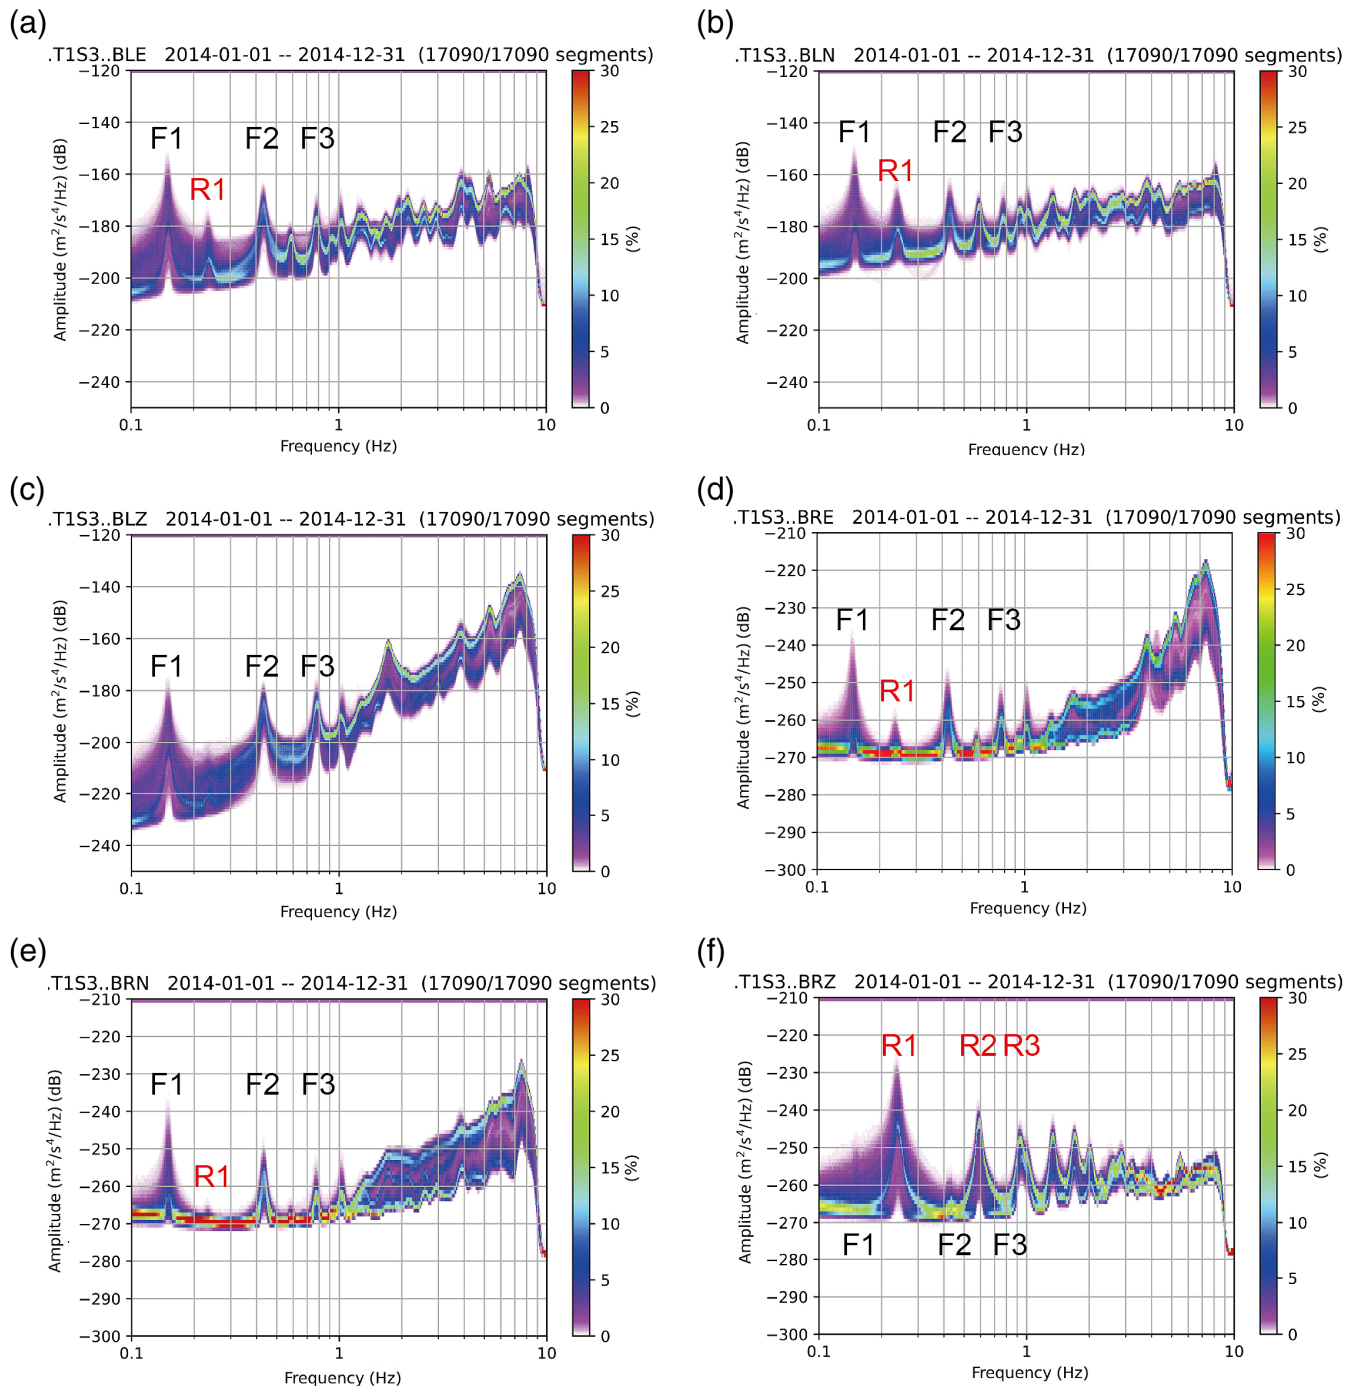 (a)
.T1S3..BLE 2014-01-01 -- 2014-12-31 (17090/17090 segments)
F1 F2 F3
R1
Amplitude (m²/s⁴/Hz) (dB)
−120
−140
−160
−180
−200
−220
−240
0.1 1 10
Frequency (Hz)
30
25
20
15
10
5
0
(%)
(b)
.T1S3..BLN 2014-01-01 -- 2014-12-31 (17090/17090 segments)
F1 F2 F3
R1
Amplitude (m²/s⁴/Hz) (dB)
−120
−140
−160
−180
−200
−220
−240
0.1 1 10
Frequency (Hz)
30
25
20
15
10
5
0
(%)
(c)
.T1S3..BLZ 2014-01-01 -- 2014-12-31 (17090/17090 segments)
F1 F2 F3
Amplitude (m²/s⁴/Hz) (dB)
−120
−140
−160
−180
−200
−220
−240
0.1 1 10
Frequency (Hz)
30
25
20
15
10
5
0
(%)
(d)
.T1S3..BRE 2014-01-01 -- 2014-12-31 (17090/17090 segments)
F1 F2 F3
R1
Amplitude (m²/s⁴/Hz) (dB)
−210
−220
−230
−240
−250
−260
−270
−280
−290
−300
0.1 1 10
Frequency (Hz)
30
25
20
15
10
5
0
(%)
(e)
.T1S3..BRN 2014-01-01 -- 2014-12-31 (17090/17090 segments)
F1 F2 F3
R1
Amplitude (m²/s⁴/Hz) (dB)
−210
−220
−230
−240
−250
−260
−270
−280
−290
−300
0.1 1 10
Frequency (Hz)
30
25
20
15
10
5
0
(%)
(f)
.T1S3..BRZ 2014-01-01 -- 2014-12-31 (17090/17090 segments)
R1 R2 R3
F1 F2 F3
Amplitude (m²/s⁴/Hz) (dB)
−210
−220
−230
−240
−250
−260
−270
−280
−290
−300
0.1 1 10
Frequency (Hz)
30
25
20
15
10
5
0
(%)